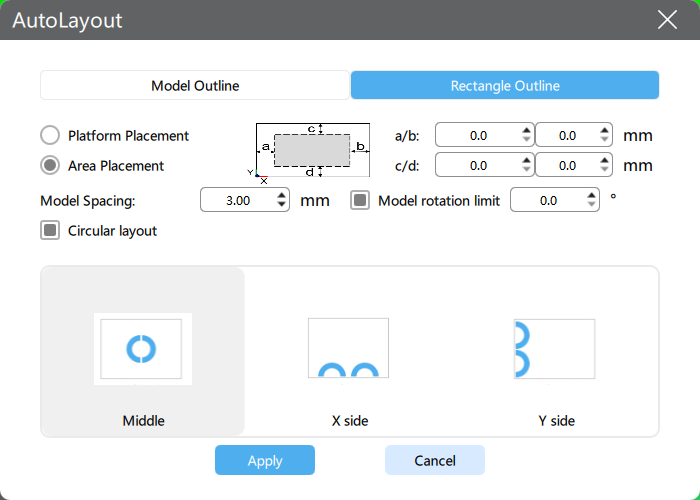 AutoLayout
Model Outline Rectangle Outline
Platform Placement c a/b: 0.0 0.0 mm
a b
Area Placement d c/d: 0.0 0.0 mm
Y X
Model Spacing: 3.00 mm Model rotation limit 0.0 °
Circular layout
Middle X side Y side
Apply Cancel